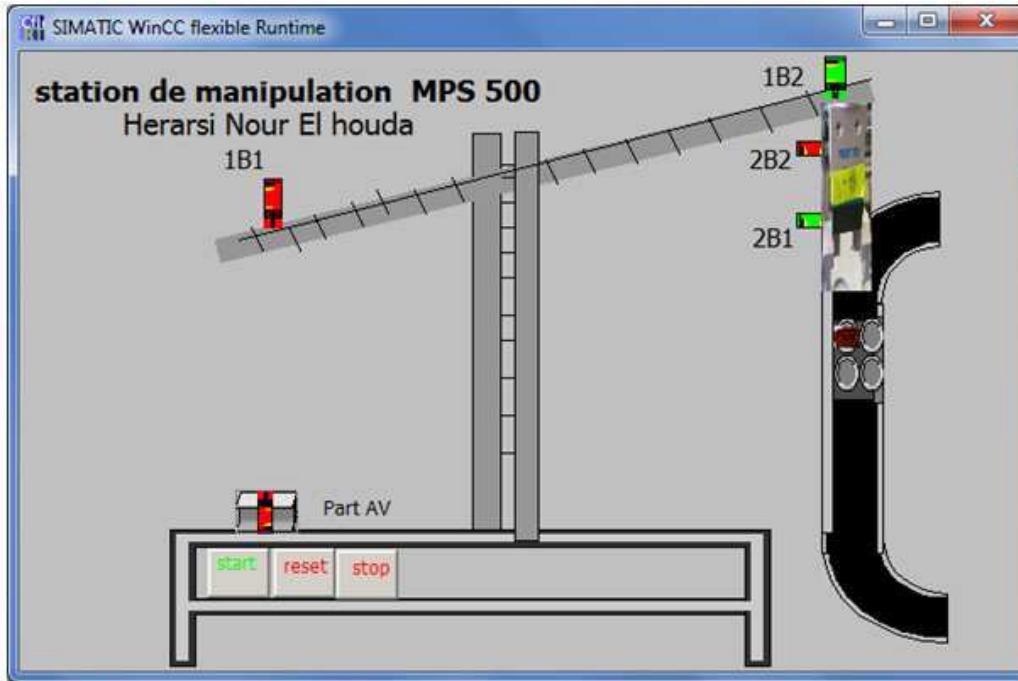 SIMATIC WinCC flexible Runtime
station de manipulation MPS 500
Herarsi Nour El houda
1B1
1B2
2B2
2B1
Part AV
start reset stop